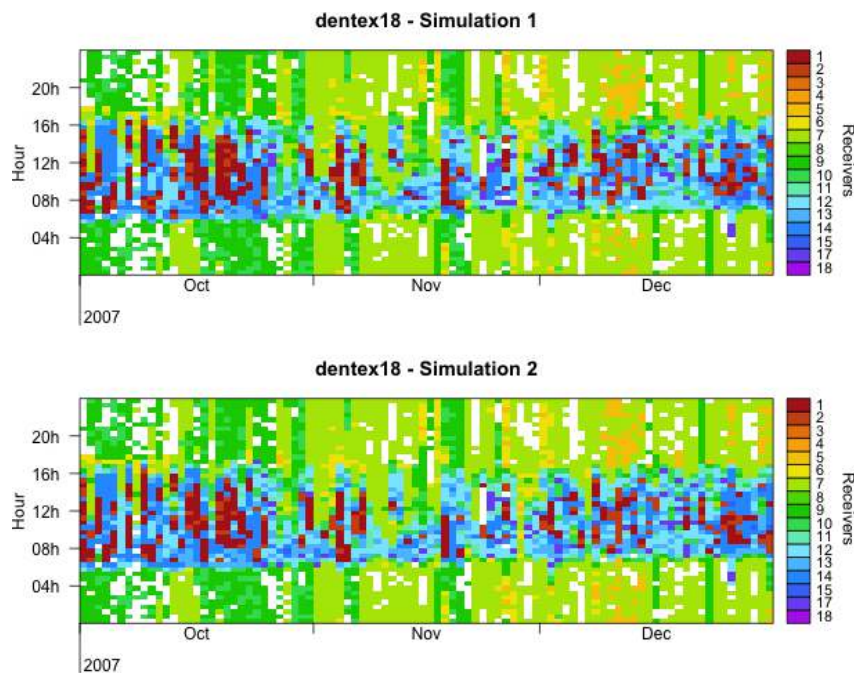 dentex18 - Simulation 1
20h
16h
12h
08h
04h
Hour
Oct
Nov
Dec
2007
1
2
3
4
5
6
7
8
9
10
11
12
13
14
15
17
18
Receivers
dentex18 - Simulation 2
20h
16h
12h
08h
04h
Hour
Oct
Nov
Dec
2007
1
2
3
4
5
6
7
8
9
10
11
12
13
14
15
17
18
Receivers